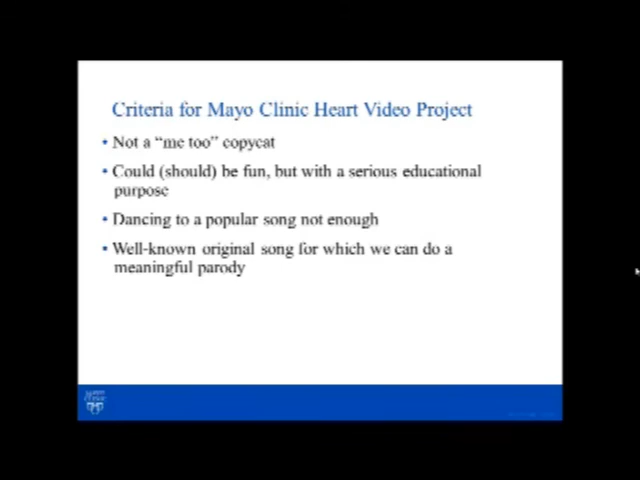 Criteria for Mayo Clinic Heart Video Project
• Not a “me too” copycat
• Could (should) be fun, but with a serious educational
purpose
• Dancing to a popular song not enough
• Well-known original song for which we can do a
meaningful parody